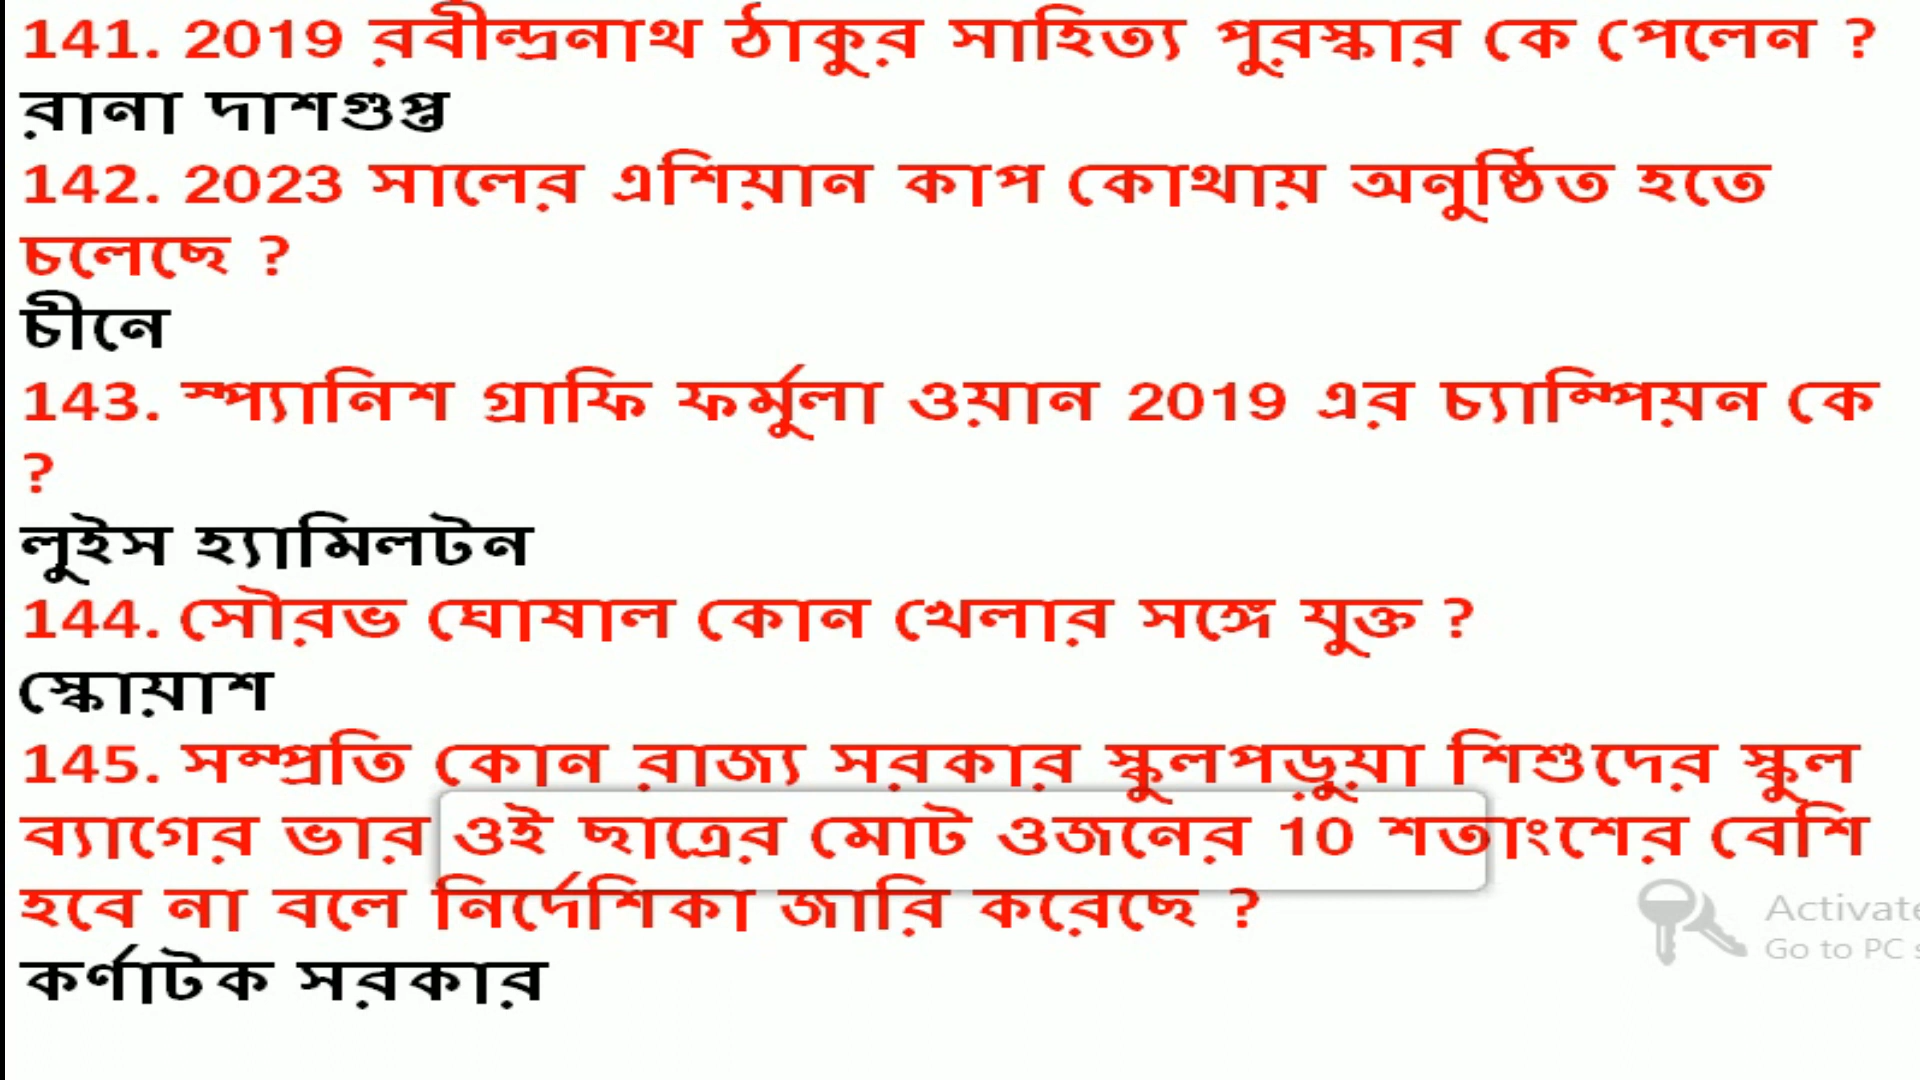 141. 2019 রবীন্দ্রনাথ ঠাকুর সাহিত্য পুরস্কার কে পেলেন ?
রানা দাশগুপ্ত
142. 2023 সালের এশিয়ান কাপ কোথায় অনুষ্ঠিত হতে
চলেছে ?
চীনে
143. স্প্যানিশ গ্রাফি ফর্মুলা ওয়ান 2019 এর চ্যাম্পিয়ন কে
?
লুইস হ্যামিলটন
144. সৌরভ ঘোষাল কোন খেলার সঙ্গে যুক্ত ?
স্কোয়াশ
145. সম্প্রতি কোন রাজ্য সরকার স্কুলপড়ুয়া শিশুদের স্কুল
ব্যাগের ভার ওই ছাত্রের মোট ওজনের 10 শতাংশের বেশি
হবে না বলে নির্দেশিকা জারি করেছে ?
Activate
Go to PC s
কর্ণাটক সরকার